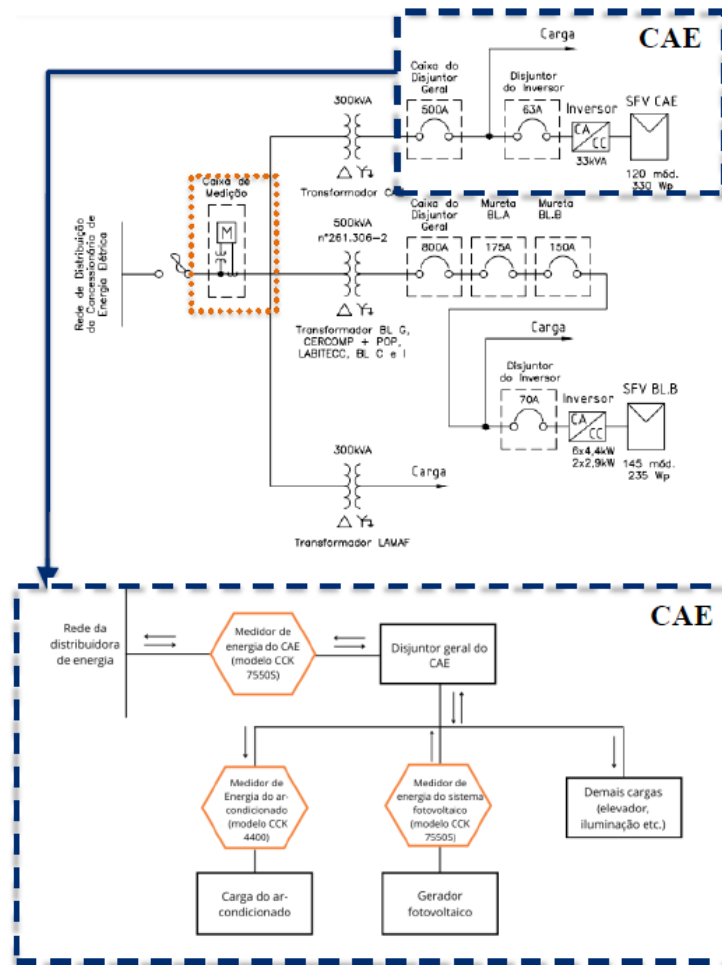 CAE
Carga
Caixa do
Disjuntor
Geral
Disjuntor
do Inversor
500A
63A
Inversor
SFV CAE
CA
CC
33kVA
120 mód.
330 Wp
300kVA
Caixa de
Medição
M
Rede de Distribuição
da Concessionária de
Energia Elétrica
500kVA
n°261.306-2
Caixa do
Disjuntor
Geral
Mureta
BL.A
Mureta
BL.B
800A
175A
150A
Transformador BL G,
CERCOMP + POP,
LABITECC, BL C e I
Carga
Disjuntor
do Inversor
70A
Inversor
SFV BL.B
CA
CC
6x4,4kW
2x2,9kW
145 mód.
235 Wp
300kVA
Carga
Transformador LAMAF
CAE
Rede da
distribuidora
de energia
Medidor de
energia do CAE
(modelo CCK
7550S)
Disjuntor geral do
CAE
Medidor de
Energia do ar-
condicionado
(modelo CCK
4400)
Medidor de
energia do sistema
fotovoltaico
(modelo CCK
7550S)
Demais cargas
(elevador,
iluminação etc.)
Carga do ar-
condicionado
Gerador
fotovoltaico